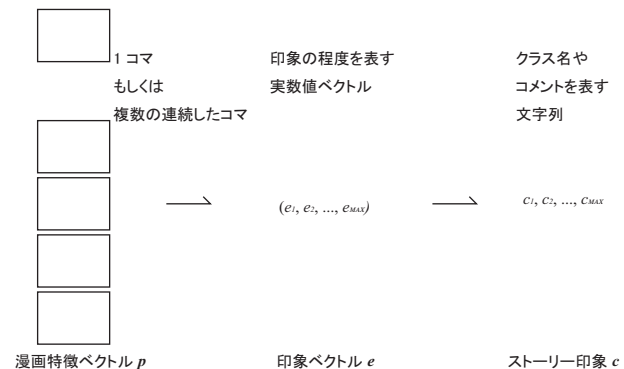 1 コマ
もしくは
複数の連続したコマ
印象の程度を表す
実数値ベクトル
クラス名や
コメントを表す
文字列
(e1, e2, ..., eMAX)
c1, c2, ..., cMAX
漫画特徴ベクトル p
印象ベクトル e
ストーリー印象 c